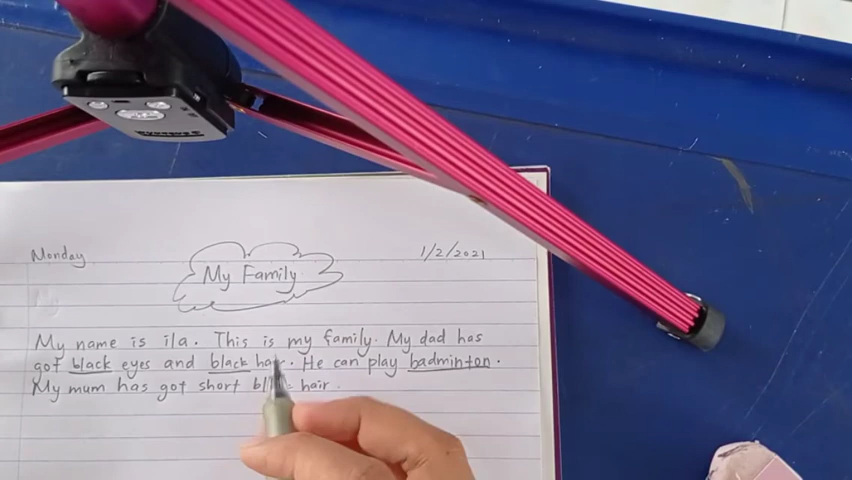 Monday
1/2/2021
My Family
My name is ila. This is my family. My dad has
got black eyes and black hair. He can play badminton.
My mum has got short black hair.